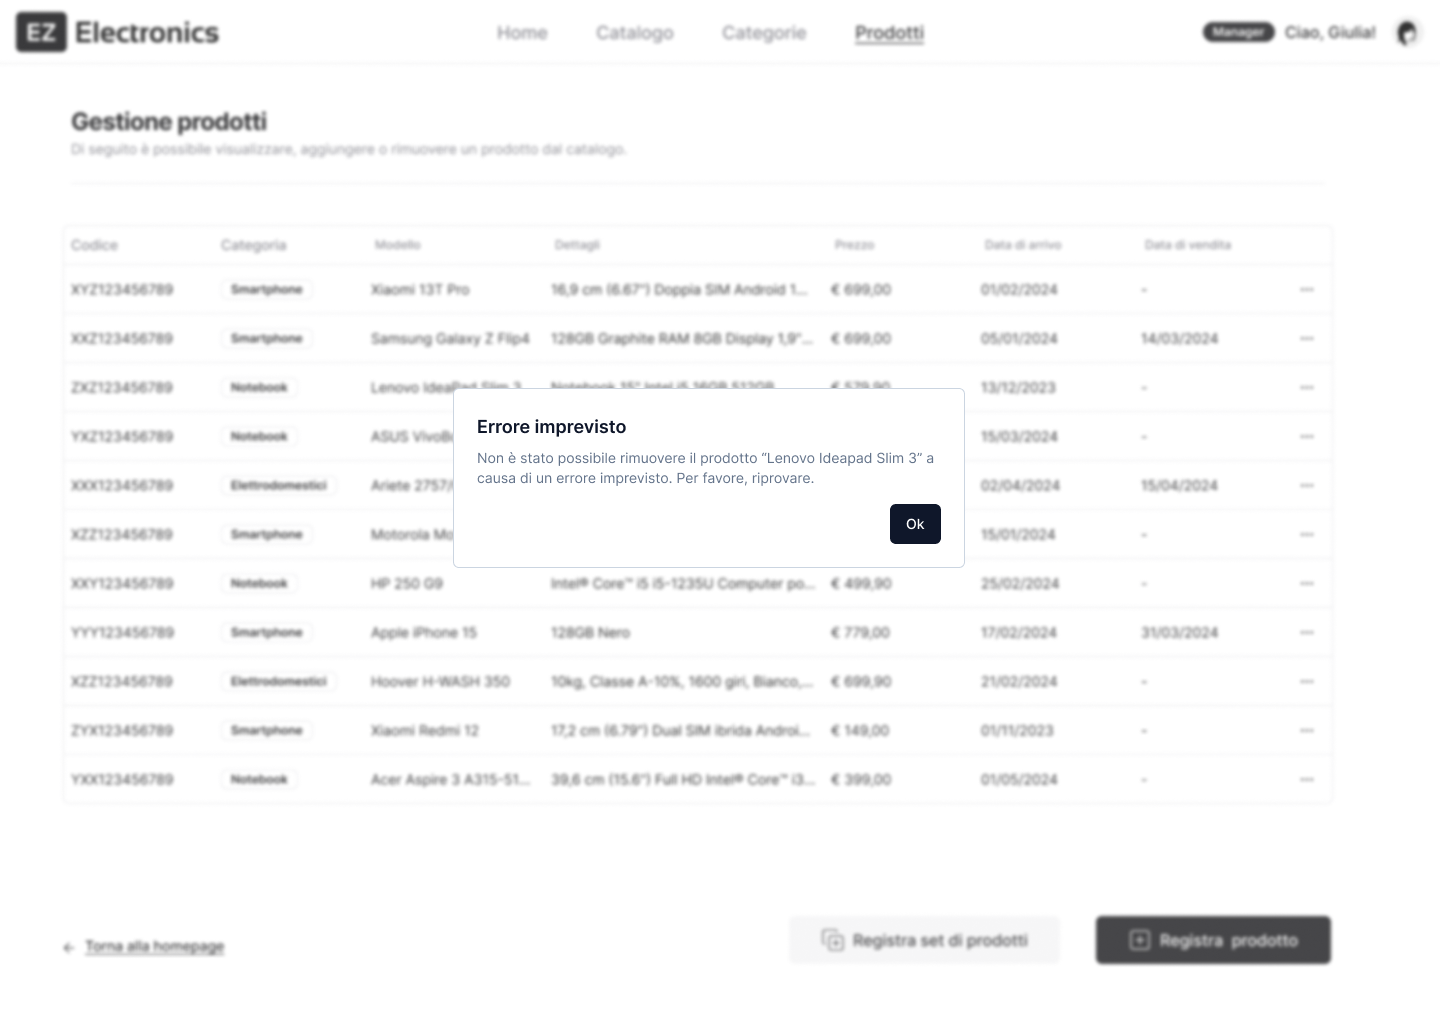 EZ Electronics
Home Catalogo Categorie Prodotti
Manager Ciao, Giulia!
Gestione prodotti
Di seguito è possibile visualizzare, aggiungere o rimuovere un prodotto dal catalogo.
Codice Categoria Modello Dettagli Prezzo Data di arrivo Data di vendita
XYZ123456789 Smartphone Xiaomi 13T Pro 16,9 cm (6.67") Doppia SIM Android 1... € 699,00 01/02/2024 - ...
XXZ123456789 Smartphone Samsung Galaxy Z Flip4 128GB Graphite RAM 8GB Display 1,9"... € 699,00 05/01/2024 14/03/2024 ...
ZXZ123456789 Notebook Lenovo IdeaPad Slim 3 Notebook 15" Intel i5 16GB 512GB € 579,90 13/12/2023 - ...
YXZ123456789 Notebook ASUS 15/03/2024 - ...
XXX123456789 Elettrodomestici Ariete 2757/ 02/04/2024 15/04/2024 ...
XZZ123456789 Smartphone Motorola 15/01/2024 - ...
XXY123456789 Notebook HP 250 G9 Intel® Core™ i5 i5-1235U Computer po... € 499,90 25/02/2024 - ...
YYY123456789 Smartphone Apple iPhone 15 128GB Nero € 779,00 17/02/2024 31/03/2024 ...
XZZ123456789 Elettrodomestici Hoover H-WASH 350 10kg, Classe A-10%, 1600 giri, Bianco,... € 699,90 21/02/2024 - ...
ZYX123456789 Smartphone Xiaomi Redmi 12 17,2 cm (6.79") Dual SIM ibrida Androi... € 149,00 01/11/2023 - ...
YXX123456789 Notebook Acer Aspire 3 A315-51... 39,6 cm (15.6") Full HD Intel® Core™ i3... € 399,00 01/05/2024 - ...
Errore imprevisto
Non è stato possibile rimuovere il prodotto “Lenovo Ideapad Slim 3” a
causa di un errore imprevisto. Per favore, riprovare.
Ok
← Torna alla homepage
Registra set di prodotti
Registra prodotto